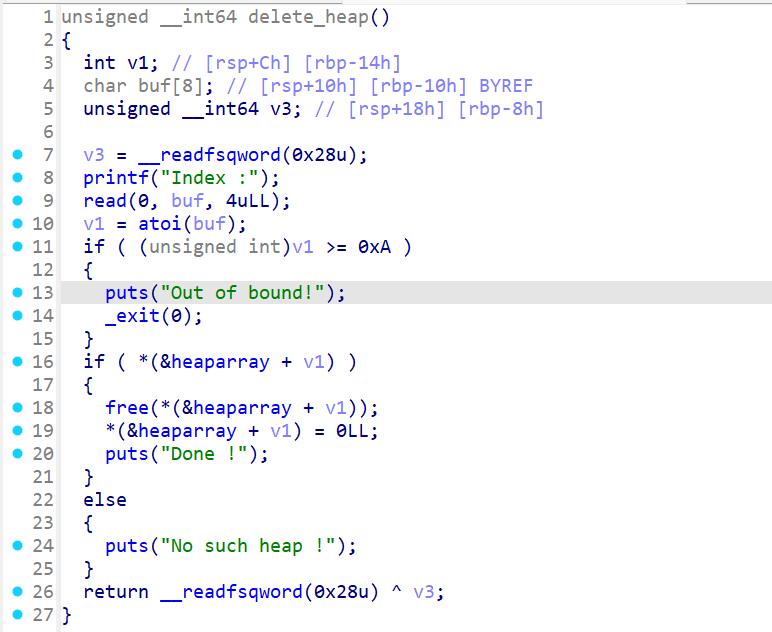 1 unsigned __int64 delete_heap()
2 {
3   int v1; // [rsp+Ch] [rbp-14h]
4   char buf[8]; // [rsp+10h] [rbp-10h] BYREF
5   unsigned __int64 v3; // [rsp+18h] [rbp-8h]
6
7   v3 = __readfsqword(0x28u);
8   printf("Index :");
9   read(0, buf, 4uLL);
10   v1 = atoi(buf);
11   if ( (unsigned int)v1 >= 0xA )
12   {
13     puts("Out of bound!");
14     _exit(0);
15   }
16   if ( *(&heaparray + v1) )
17   {
18     free(*(&heaparray + v1));
19     *(&heaparray + v1) = 0LL;
20     puts("Done !");
21   }
22   else
23   {
24     puts("No such heap !");
25   }
26   return __readfsqword(0x28u) ^ v3;
27 }